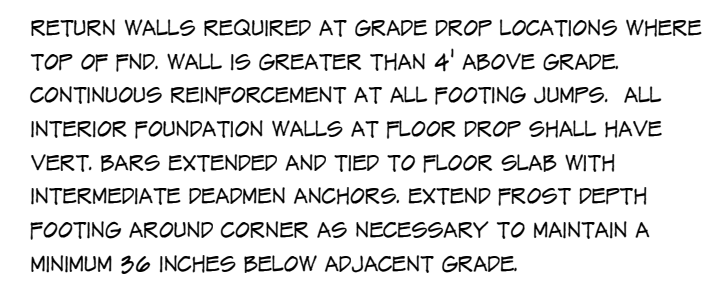 RETURN WALLS REQUIRED AT GRADE DROP LOCATIONS WHERE
TOP OF FND. WALL IS GREATER THAN 4' ABOVE GRADE.
CONTINUOUS REINFORCEMENT AT ALL FOOTING JUMPS.  ALL
INTERIOR FOUNDATION WALLS AT FLOOR DROP SHALL HAVE
VERT. BARS EXTENDED AND TIED TO FLOOR SLAB WITH
INTERMEDIATE DEADMEN ANCHORS. EXTEND FROST DEPTH
FOOTING AROUND CORNER AS NECESSARY TO MAINTAIN A
MINIMUM 36 INCHES BELOW ADJACENT GRADE.